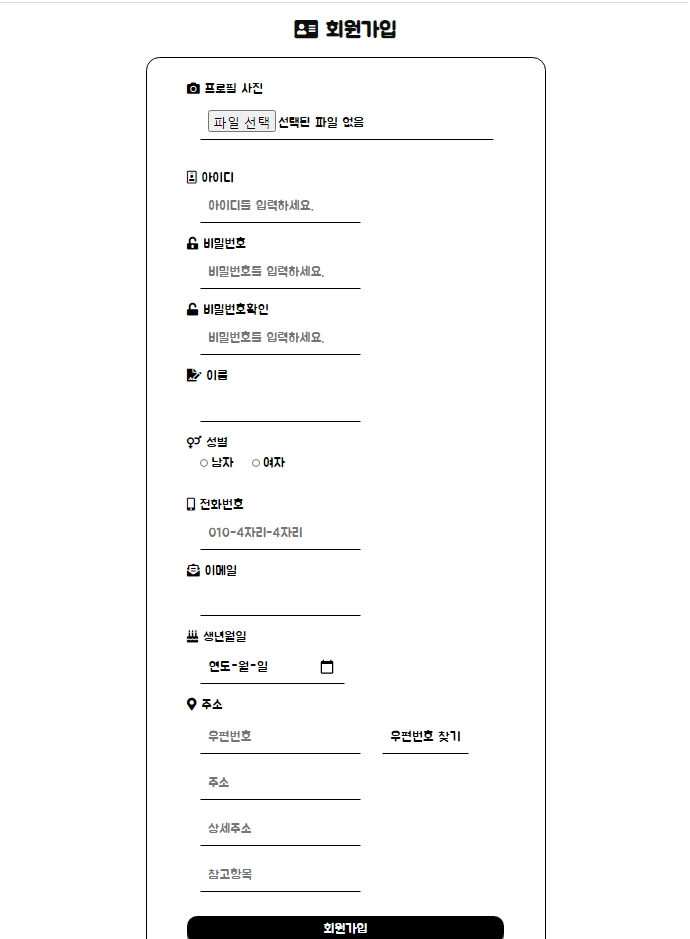 회원가입
프로필 사진
파일 선택 선택된 파일 없음
아이디
아이디를 입력하세요.
비밀번호
비밀번호를 입력하세요.
비밀번호확인
비밀번호를 입력하세요.
이름
성별
남자 여자
전화번호
010-4자리-4자리
이메일
생년월일
연도-월-일
주소
우편번호 우편번호 찾기
주소
상세주소
참고항목
회원가입